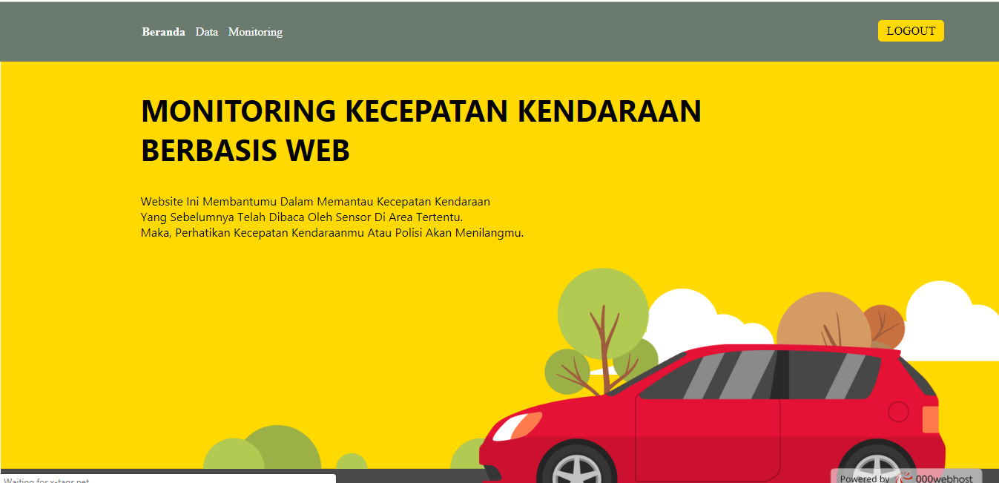 Beranda Data Monitoring LOGOUT
MONITORING KECEPATAN KENDARAAN
BERBASIS WEB
Website Ini Membantumu Dalam Memantau Kecepatan Kendaraan
Yang Sebelumnya Telah Dibaca Oleh Sensor Di Area Tertentu.
Maka, Perhatikan Kecepatan Kendaraanmu Atau Polisi Akan Menilangmu.
Waiting for x-tags.net
Powered by 000webhost